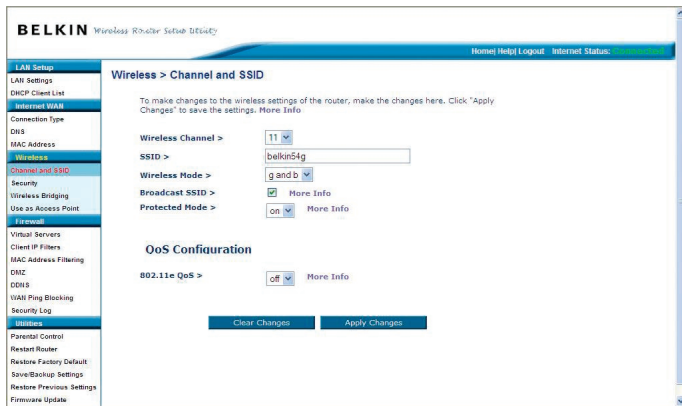 BELKIN Wireless Router Setup Utility
Home| Help| Logout Internet Status: Connected
LAN Setup
LAN Settings
DHCP Client List
Internet WAN
Connection Type
DNS
MAC Address
Wireless
Channel and SSID
Security
Wireless Bridging
Use as Access Point
Firewall
Virtual Servers
Client IP Filters
MAC Address Filtering
DMZ
DDNS
WAN Ping Blocking
Security Log
Utilities
Parental Control
Restart Router
Restore Factory Default
Save/Backup Settings
Restore Previous Settings
Firmware Update
Wireless > Channel and SSID
To make changes to the wireless settings of the router, make the changes here. Click "Apply
Changes" to save the settings. More Info
Wireless Channel > 11
SSID > belkin54g
Wireless Mode > g and b
Broadcast SSID > More Info
Protected Mode > on More Info
QoS Configuration
802.11e QoS > off More Info
Clear Changes Apply Changes